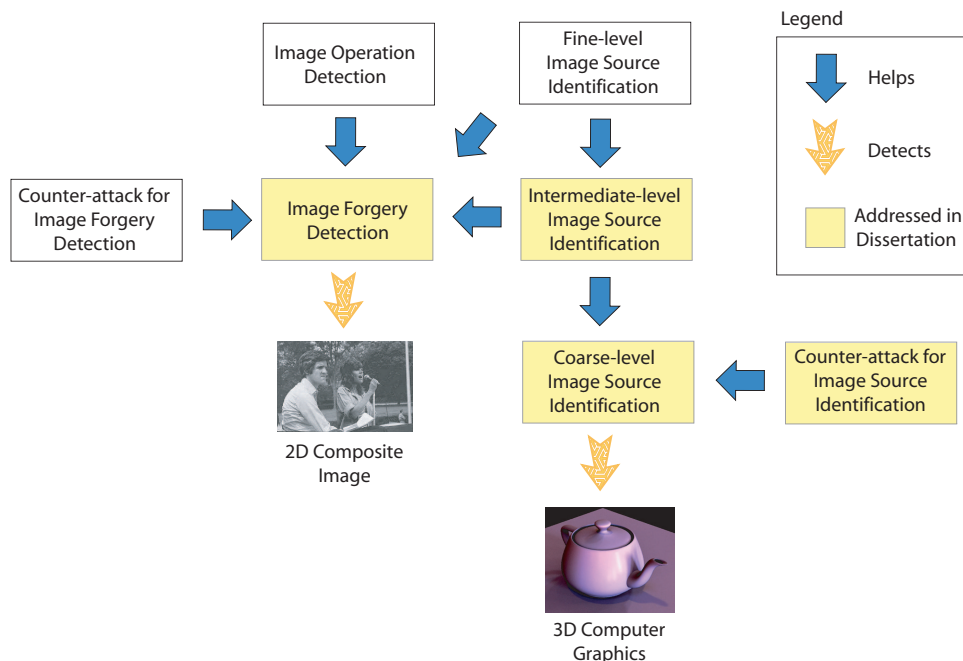 Legend
Image Operation
Detection
Fine-level
Image Source
Identification
Helps
Detects
Addressed in
Dissertation
Counter-attack for
Image Forgery
Detection
Image Forgery
Detection
Intermediate-level
Image Source
Identification
Coarse-level
Image Source
Identification
Counter-attack for
Image Source
Identification
2D Composite
Image
3D Computer
Graphics